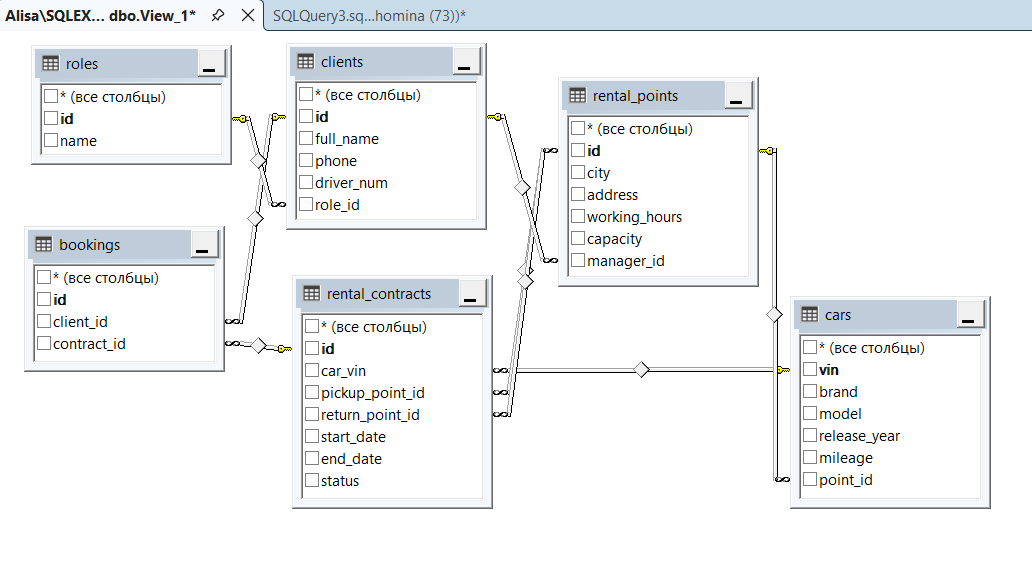 Alisa\SQLEX... dbo.View_1*
SQLQuery3.sq...homina (73))*
roles
* (все столбцы)
id
name
clients
* (все столбцы)
id
full_name
phone
driver_num
role_id
rental_points
* (все столбцы)
id
city
address
working_hours
capacity
manager_id
bookings
* (все столбцы)
id
client_id
contract_id
rental_contracts
* (все столбцы)
id
car_vin
pickup_point_id
return_point_id
start_date
end_date
status
cars
* (все столбцы)
vin
brand
model
release_year
mileage
point_id